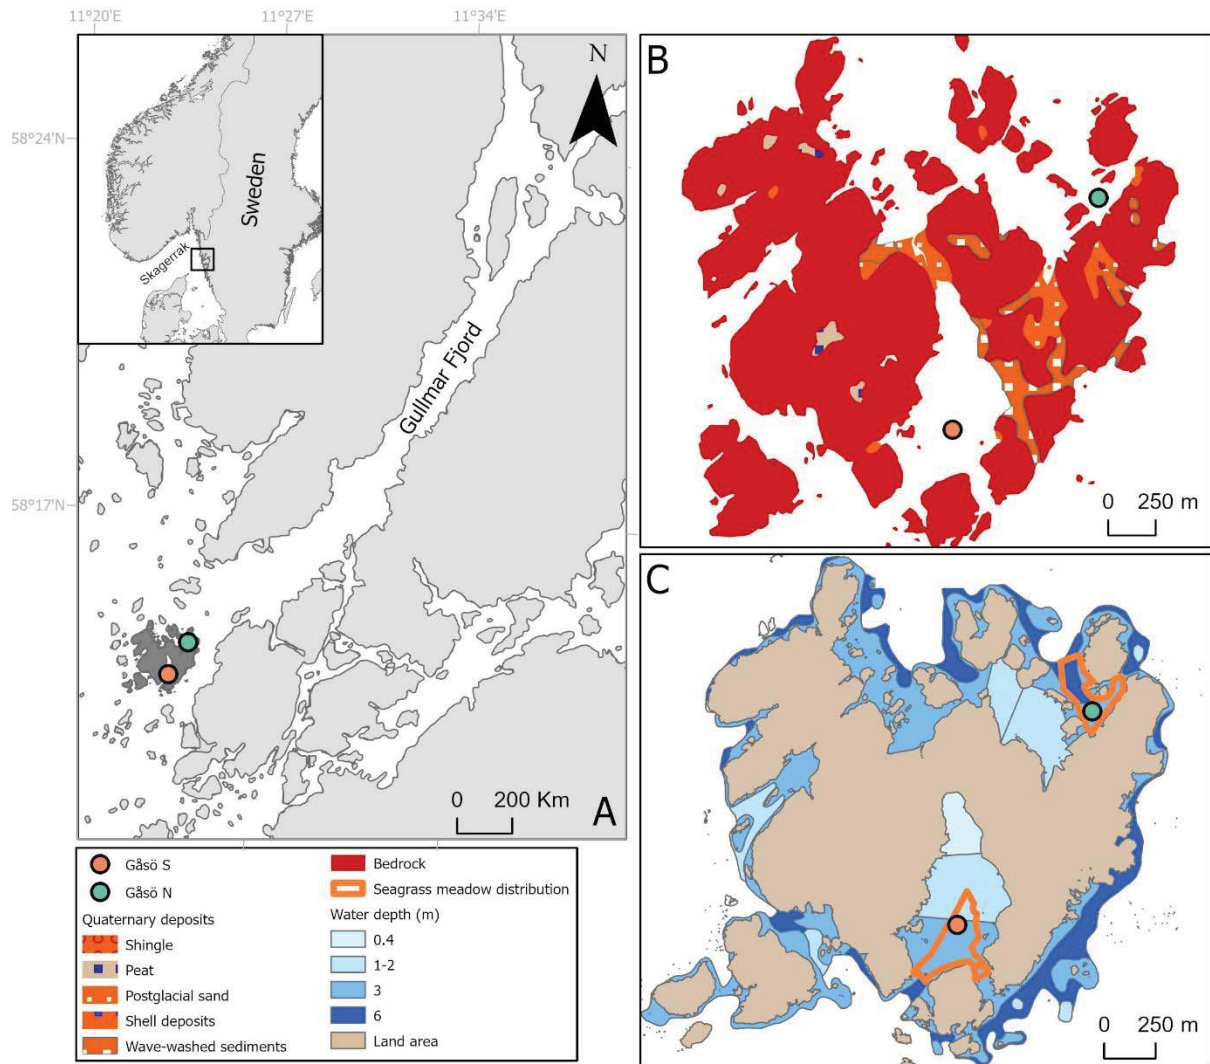 11°20'E 11°27'E 11°34'E
58°24'N
58°17'N
N
Sweden
Skagerrak
Gullmar Fjord
0 200 Km
A
B
0 250 m
C
0 250 m
Gåsö S
Gåsö N
Quaternary deposits
Shingle
Peat
Postglacial sand
Shell deposits
Wave-washed sediments
Bedrock
Seagrass meadow distribution
Water depth (m)
0.4
1-2
3
6
Land area